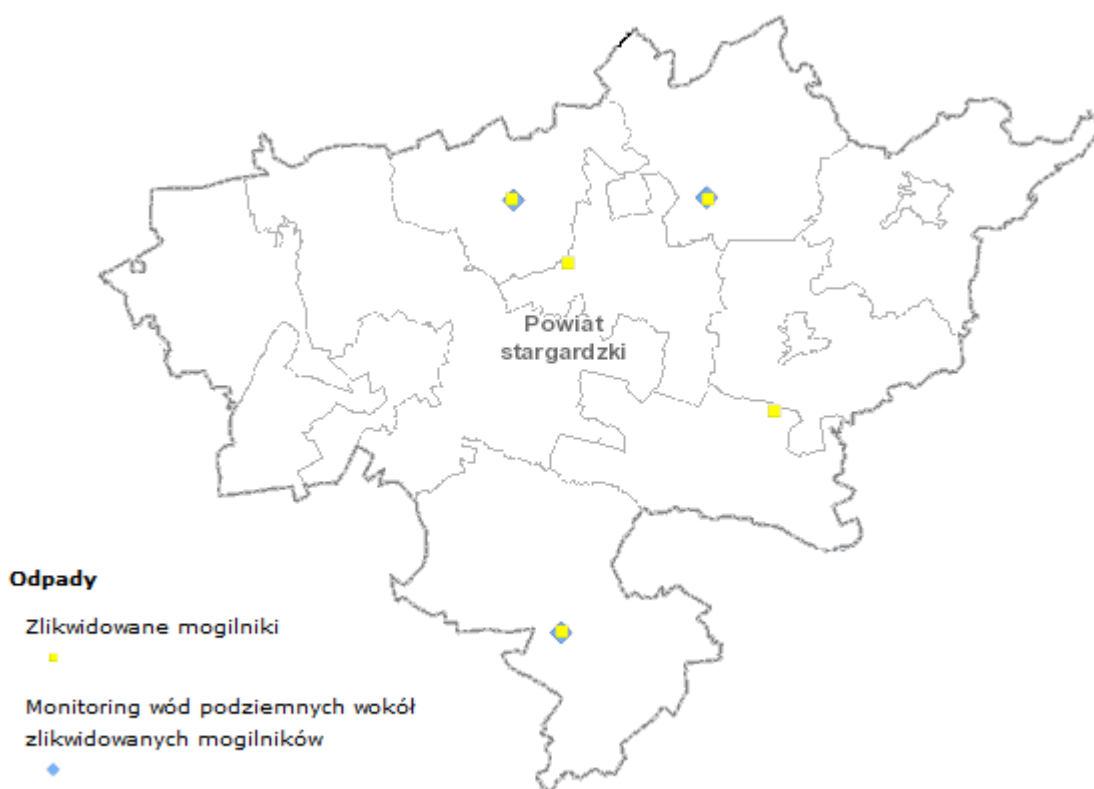 Powiat
stargardzki
Odpady
Zlikwidowane mogilniki
Monitoring wód podziemnych wokół
zlikwidowanych mogilników